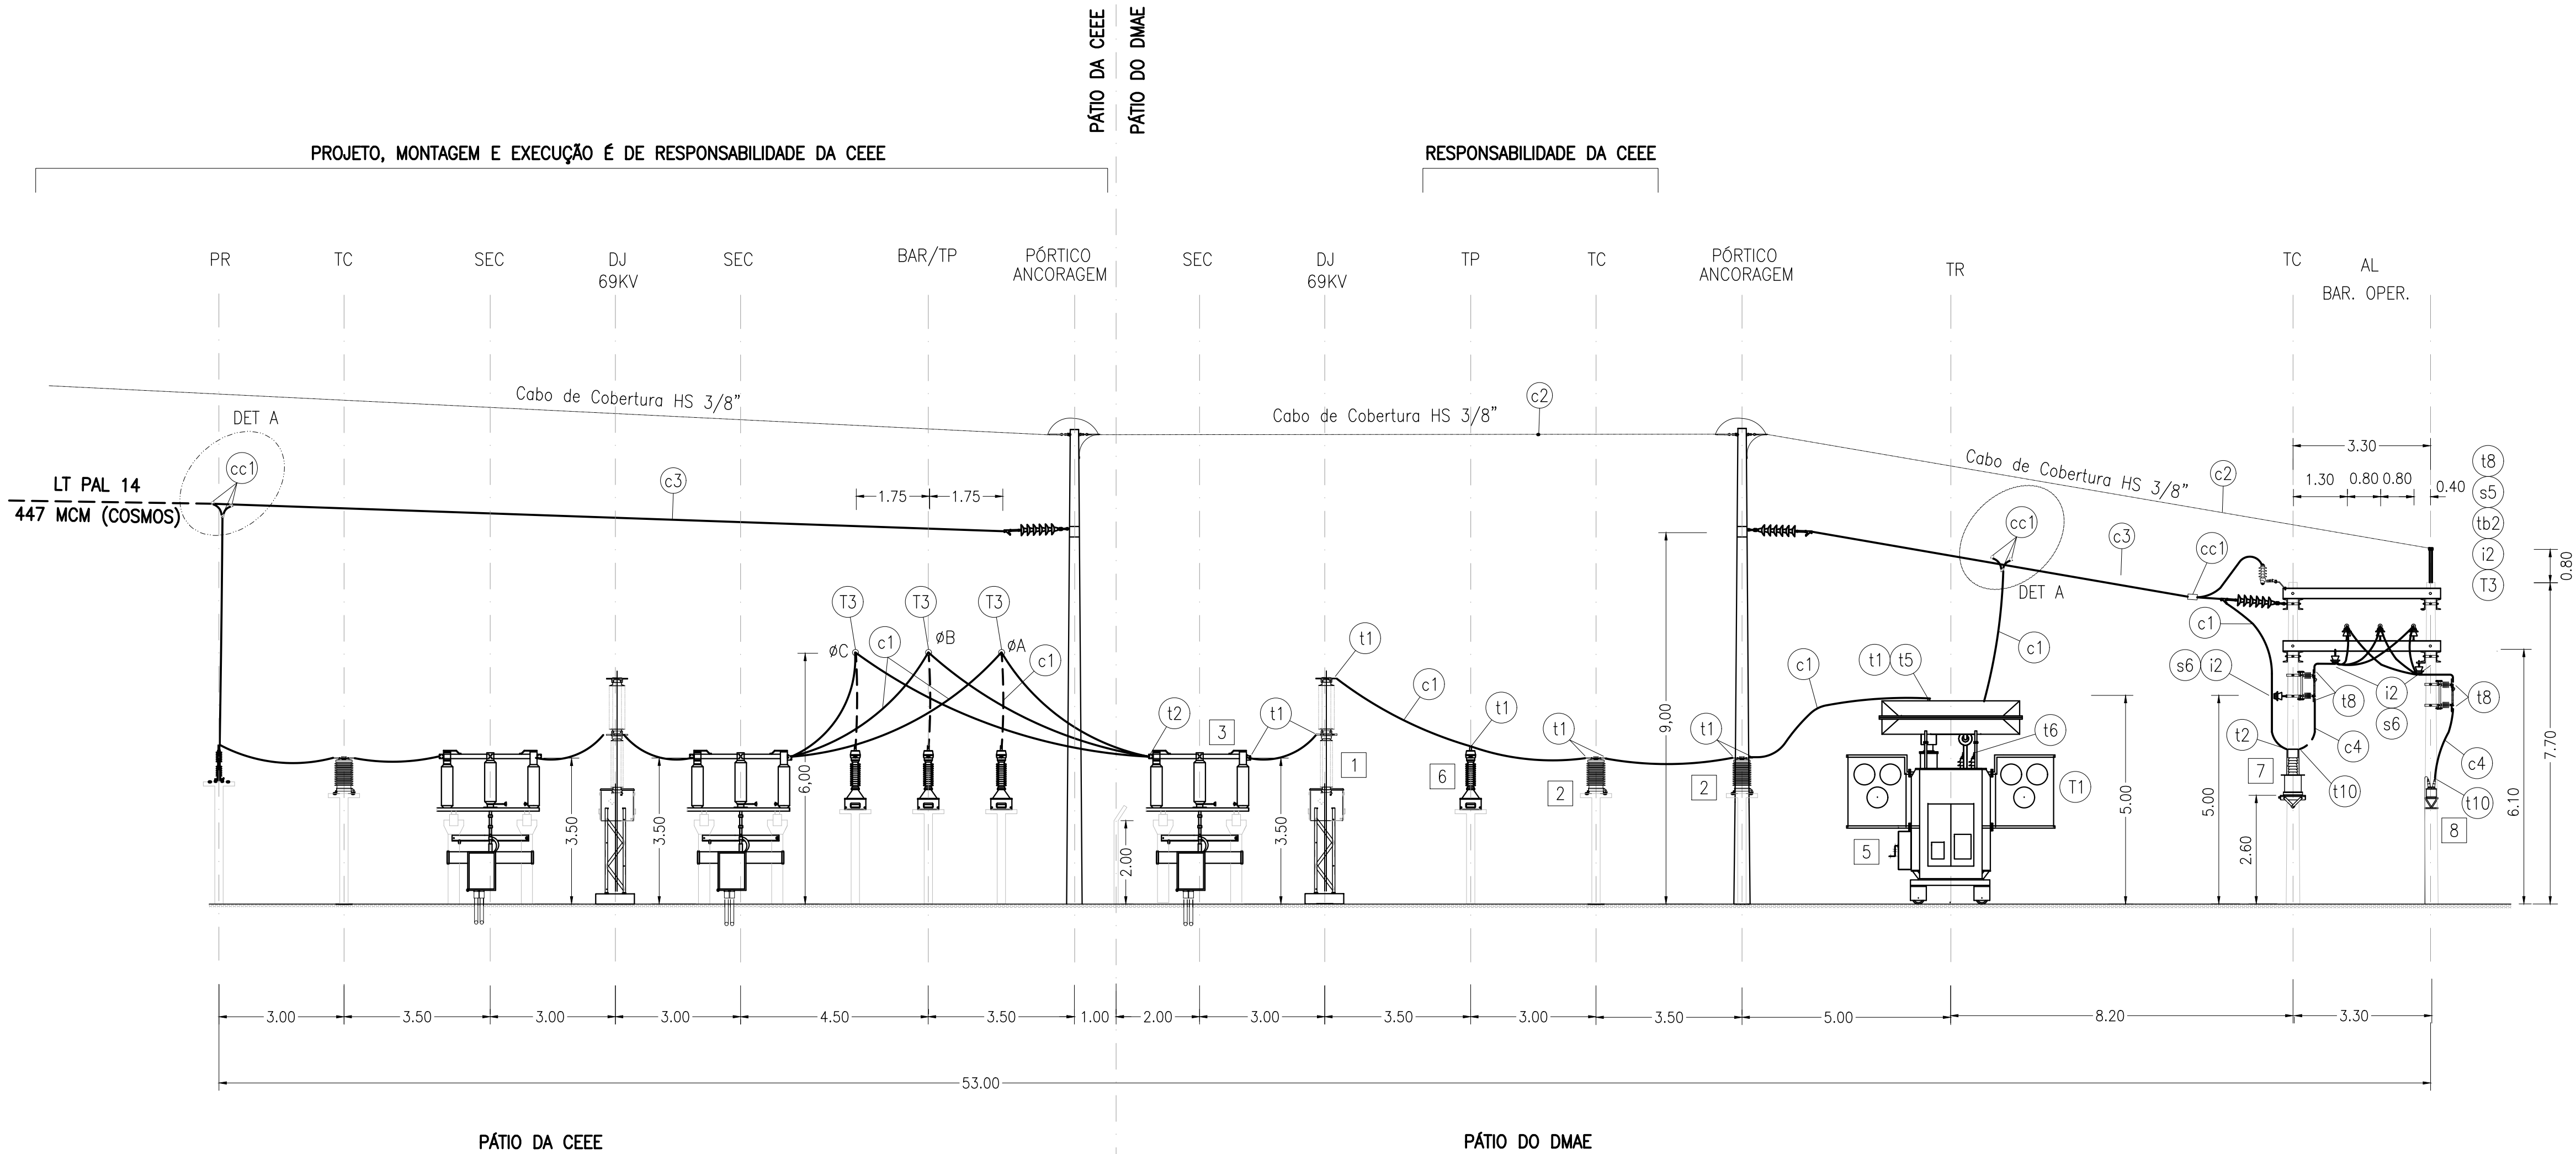 PÁTIO DA CEEE
PÁTIO DO DMAE
PROJETO, MONTAGEM E EXECUÇÃO É DE RESPONSABILIDADE DA CEEE
RESPONSABILIDADE DA CEEE
PR
TC
SEC
DJ
69KV
SEC
BAR/TP
PÓRTICO
ANCORAGEM
SEC
DJ
69KV
TP
TC
PÓRTICO
ANCORAGEM
TR
TC
AL
BAR. OPER.
Cabo de Cobertura HS 3/8"
Cabo de Cobertura HS 3/8"
c2
Cabo de Cobertura HS 3/8"
c2
DET A
cc1
LT PAL 14
447 MCM (COSMOS)
c3
1.75
1.75
3.30
1.30
0.80
0.80
0.40
t8
s5
tb2
i2
T3
0.80
cc1
DET A
c3
cc1
T3
T3
T3
øC
øB
øA
c1
c1
t1
c1
c1
t1
t5
c1
c1
s6
i2
t8
i2
s6
t8
t2
3
t1
1
t1
6
t1
2
t1
2
t6
T1
5
t2
c4
7
t10
c4
t10
8
3.50
3.50
6,00
2.00
3.50
9,00
5.00
5.00
2.60
6.10
7.70
3.00
3.50
3.00
3.00
4.50
3.50
1.00
2.00
3.00
3.50
3.00
3.50
5.00
8.20
3.30
53.00
PÁTIO DA CEEE
PÁTIO DO DMAE